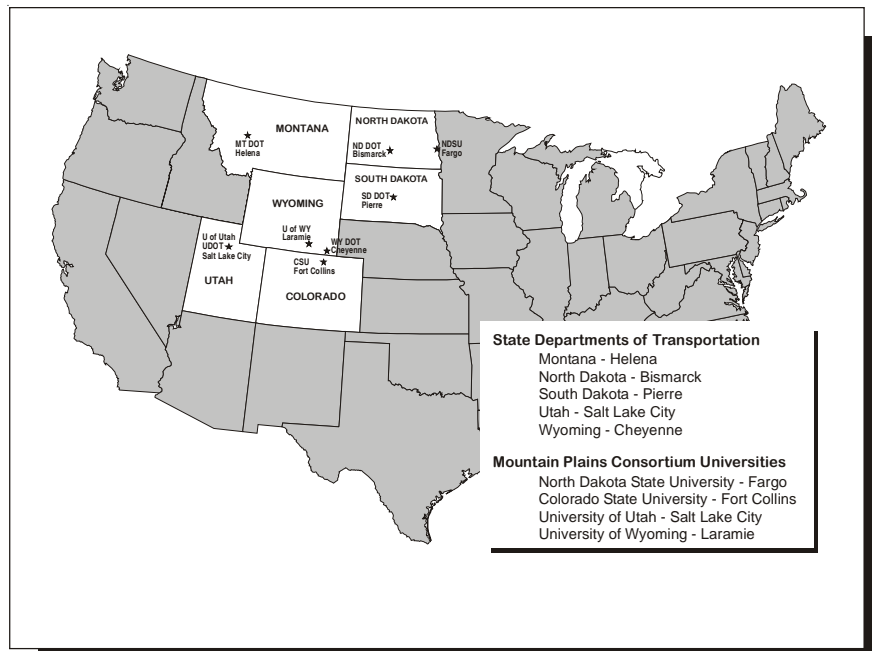 MONTANA
MT DOT
Helena
NORTH DAKOTA
ND DOT
Bismarck
NDSU
Fargo
SOUTH DAKOTA
SD DOT
Pierre
WYOMING
U of WY
Laramie
WY DOT
Cheyenne
U of Utah
UDOT
Salt Lake City
UTAH
CSU
Fort Collins
COLORADO
State Departments of Transportation
Montana - Helena
North Dakota - Bismarck
South Dakota - Pierre
Utah - Salt Lake City
Wyoming - Cheyenne
Mountain Plains Consortium Universities
North Dakota State University - Fargo
Colorado State University - Fort Collins
University of Utah - Salt Lake City
University of Wyoming - Laramie